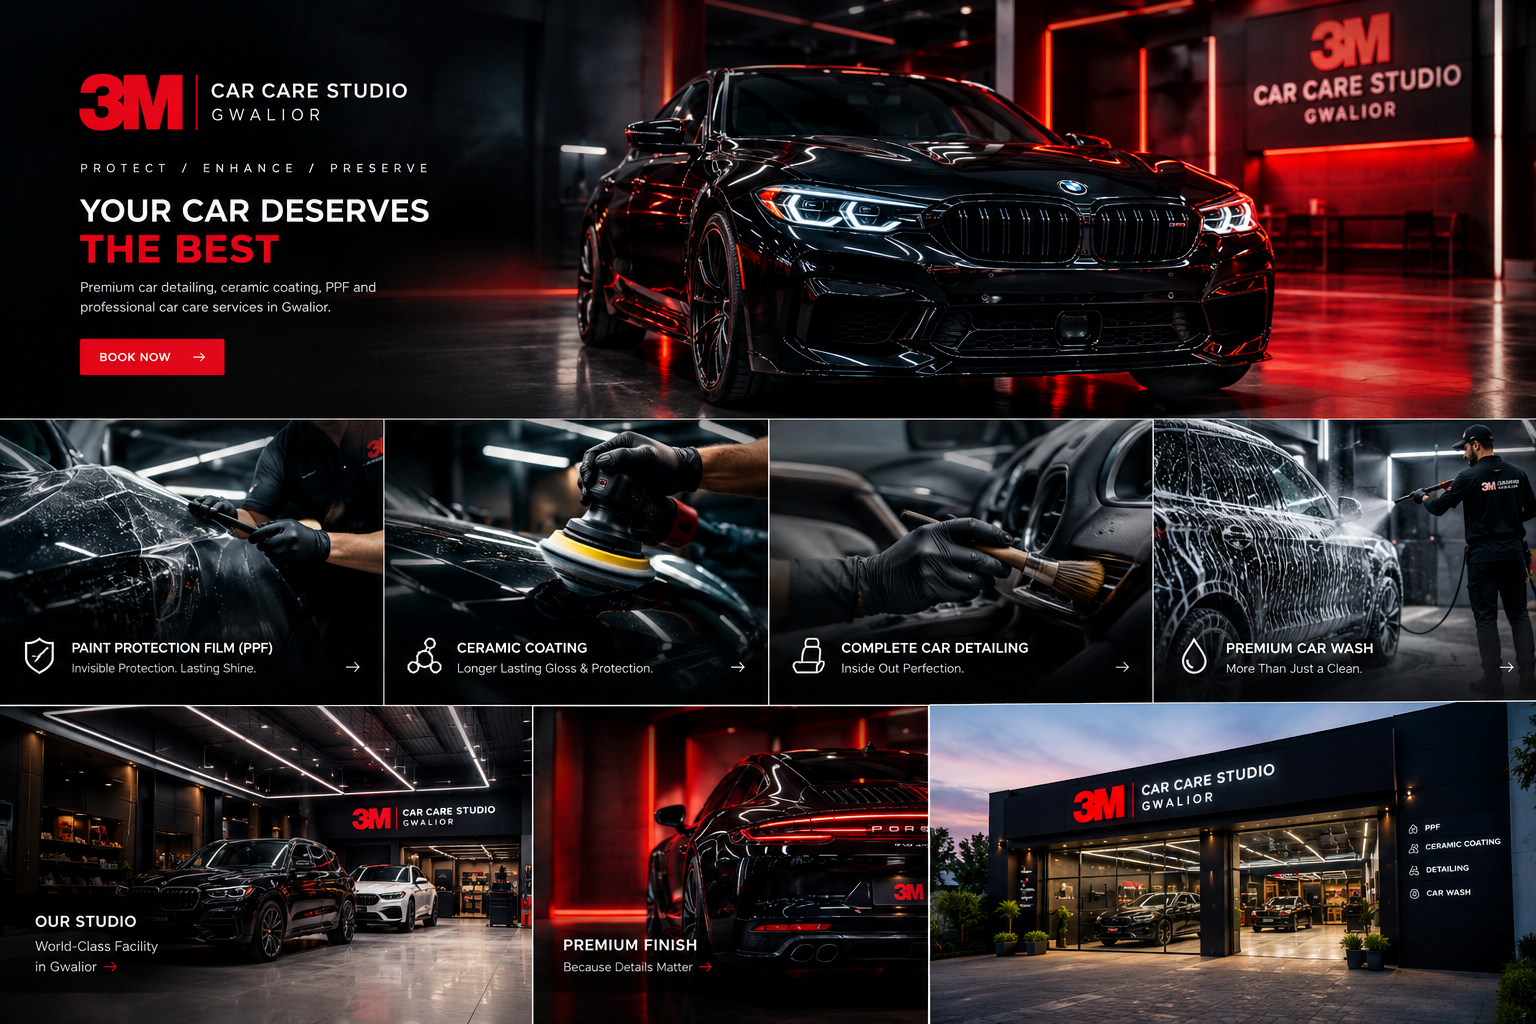 3M
CAR CARE STUDIO
GWALIOR
PROTECT / ENHANCE / PRESERVE
YOUR CAR DESERVES
THE BEST
Premium car detailing, ceramic coating, PPF and
professional car care services in Gwalior.
BOOK NOW
3M
CAR CARE STUDIO
GWALIOR
3M
PAINT PROTECTION FILM (PPF)
Invisible Protection. Lasting Shine.
CERAMIC COATING
Longer Lasting Gloss & Protection.
COMPLETE CAR DETAILING
Inside Out Perfection.
3M
PREMIUM CAR WASH
More Than Just a Clean.
3M
CAR CARE STUDIO
GWALIOR
OUR STUDIO
World-Class Facility
in Gwalior
PORS
3M
PREMIUM FINISH
Because Details Matter
3M
CAR CARE STUDIO
GWALIOR
PPF
CERAMIC COATING
DETAILING
CAR WASH